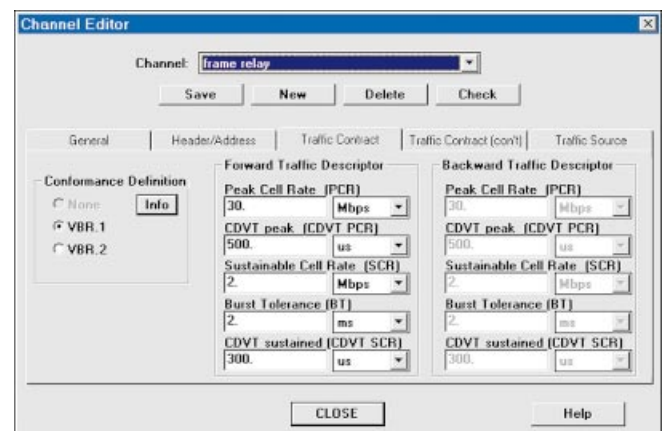 Channel Editor
Channel: frame relay
Save New Delete Check
General Header/Address Traffic Contract Traffic Contract (con't) Traffic Source
Conformance Definition
None Info
VBR.1
VBR.2
Forward Traffic Descriptor
Peak Cell Rate (PCR)
30. Mbps
CDVT peak (CDVT PCR)
500. us
Sustainable Cell Rate (SCR)
2. Mbps
Burst Tolerance (BT)
2. ms
CDVT sustained (CDVT SCR)
300. us
Backward Traffic Descriptor
Peak Cell Rate (PCR)
30. Mbps
CDVT peak (CDVT PCR)
500. us
Sustainable Cell Rate (SCR)
2. Mbps
Burst Tolerance (BT)
2. ms
CDVT sustained (CDVT SCR)
300. us
CLOSE Help